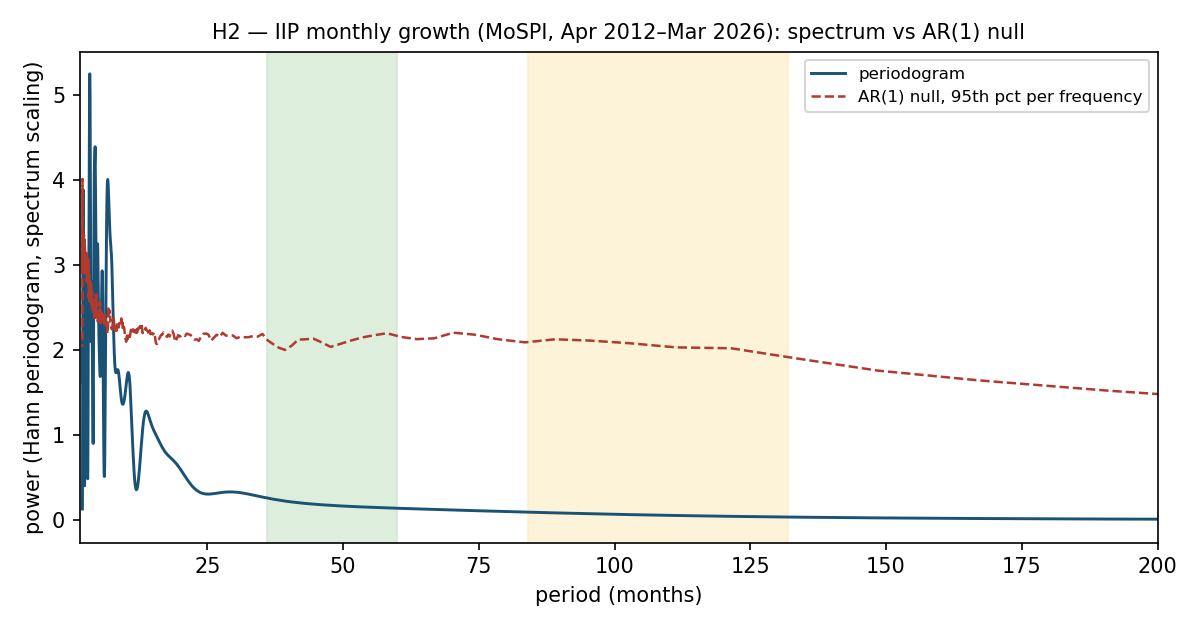 H2 — IIP monthly growth (MoSPI, Apr 2012–Mar 2026): spectrum vs AR(1) null
periodogram
AR(1) null, 95th pct per frequency
power (Hann periodogram, spectrum scaling)
5
4
3
2
1
0
25 50 75 100 125 150 175 200
period (months)